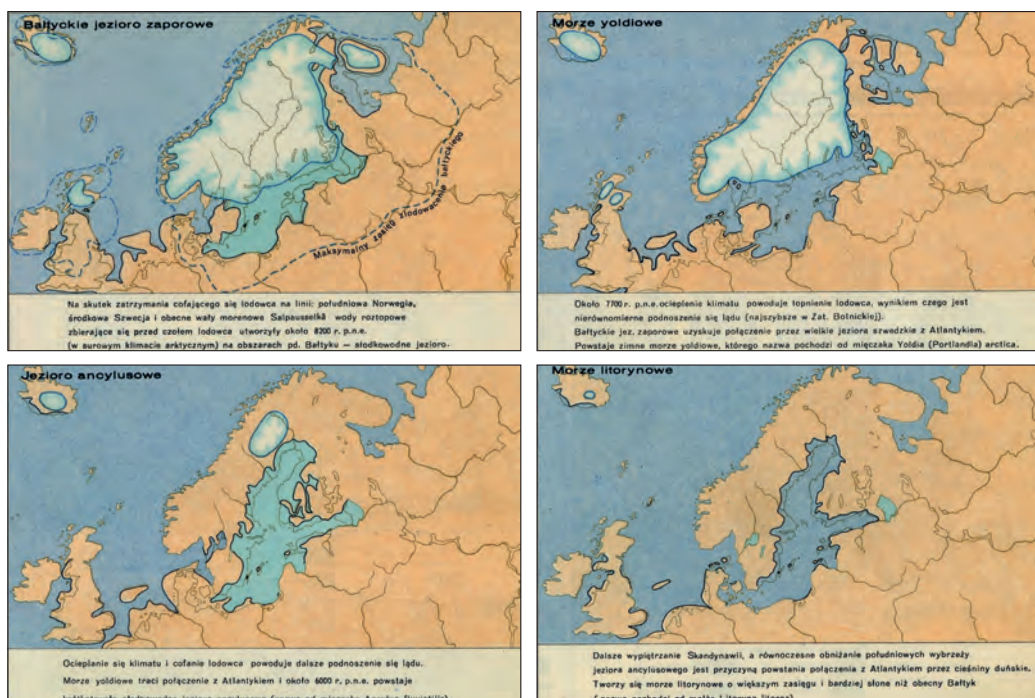 Bałtyckie jezioro zaporowe
Maksymalny zasięg zlodowacenia bałtyckiego
Na skutek zatrzymania cofającego się lodowca na linii: południowa Norwegia,
środkowa Szwecja i obecne wały morenowe Salpausselkä wody roztopowe
zbierające się przed czołem lodowca utworzyły około 8200 r. p.n.e.
(w surowym klimacie arktycznym) na obszarach pd. Bałtyku — słodkowodne jezioro.
Morze yoldiowe
Około 7700 r. p.n.e. ocieplenie klimatu powoduje topnienie lodowca, wynikiem czego jest
nierównomierne podnoszenie się lądu (najszybsze w Zat. Botnickiej).
Bałtyckie jez. zaporowe uzyskuje połączenie przez wielkie jeziora szwedzkie z Atlantykiem.
Powstaje zimne morze yoldiowe, którego nazwa pochodzi od mięczaka Yoldia (Portlandia) arctica.
Jezioro ancylusowe
Ocieplanie się klimatu i cofanie lodowca powoduje dalsze podnoszenie się lądu.
Morze yoldiowe traci połączenie z Atlantykiem i około 6000 r. p.n.e. powstaje
Morze litorynowe
Dalsze wypiętrzanie Skandynawii, a równoczesne obniżanie południowych wybrzeży
jeziora ancylusowego jest przyczyną powstania połączenia z Atlantykiem przez cieśniny duńskie.
Tworzy się morze litorynowe o większym zasięgu i bardziej słone niż obecny Bałtyk